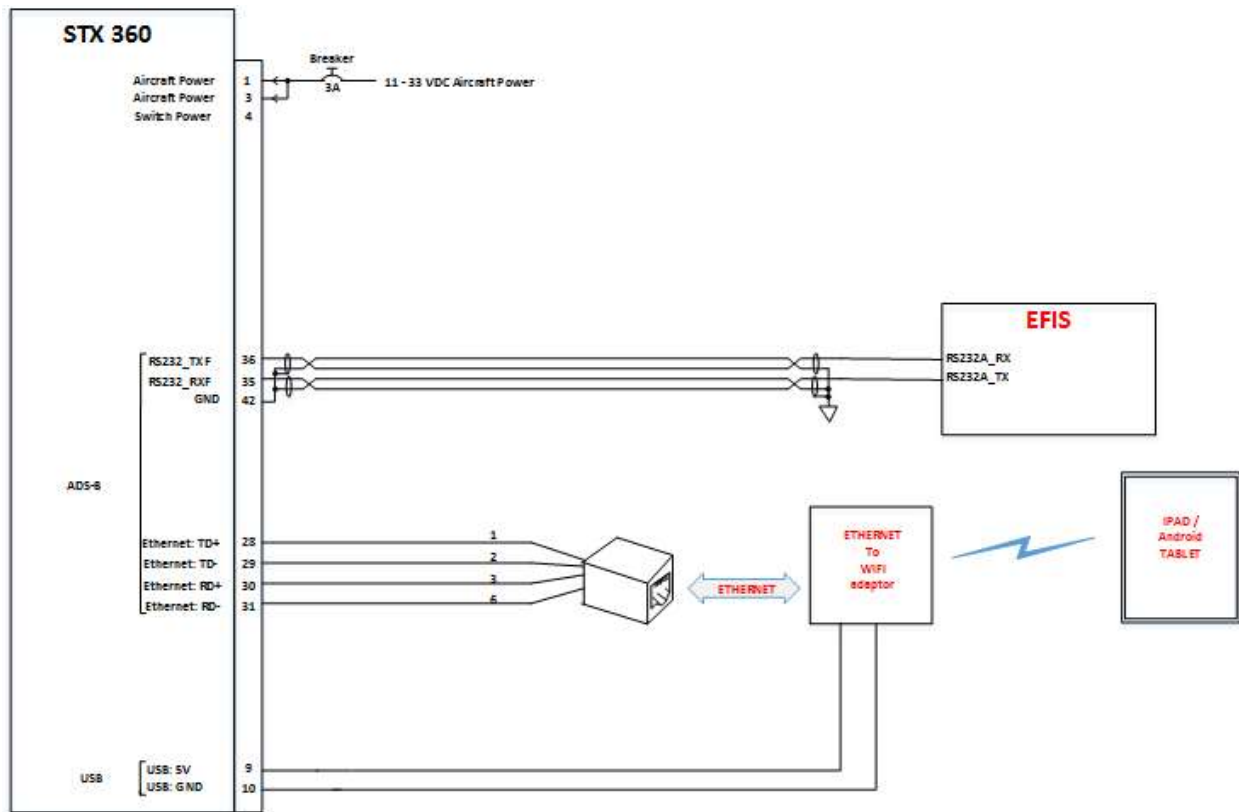 STX 360
Breaker
Aircraft Power 1 3A 11 - 33 VDC Aircraft Power
Aircraft Power 3
Switch Power 4
EFIS
RS232_TXF 36 RS232A_RX
RS232_RXF 35 RS232A_TX
GND 42
ADS-B
Ethernet: TD+ 28 1
Ethernet: TD- 29 2
Ethernet: RD+ 30 3
Ethernet: RD- 31 6
ETHERNET
ETHERNET
To
WIFI
adaptor
IPAD /
Android
TABLET
USB
USB: 5V 9
USB: GND 10